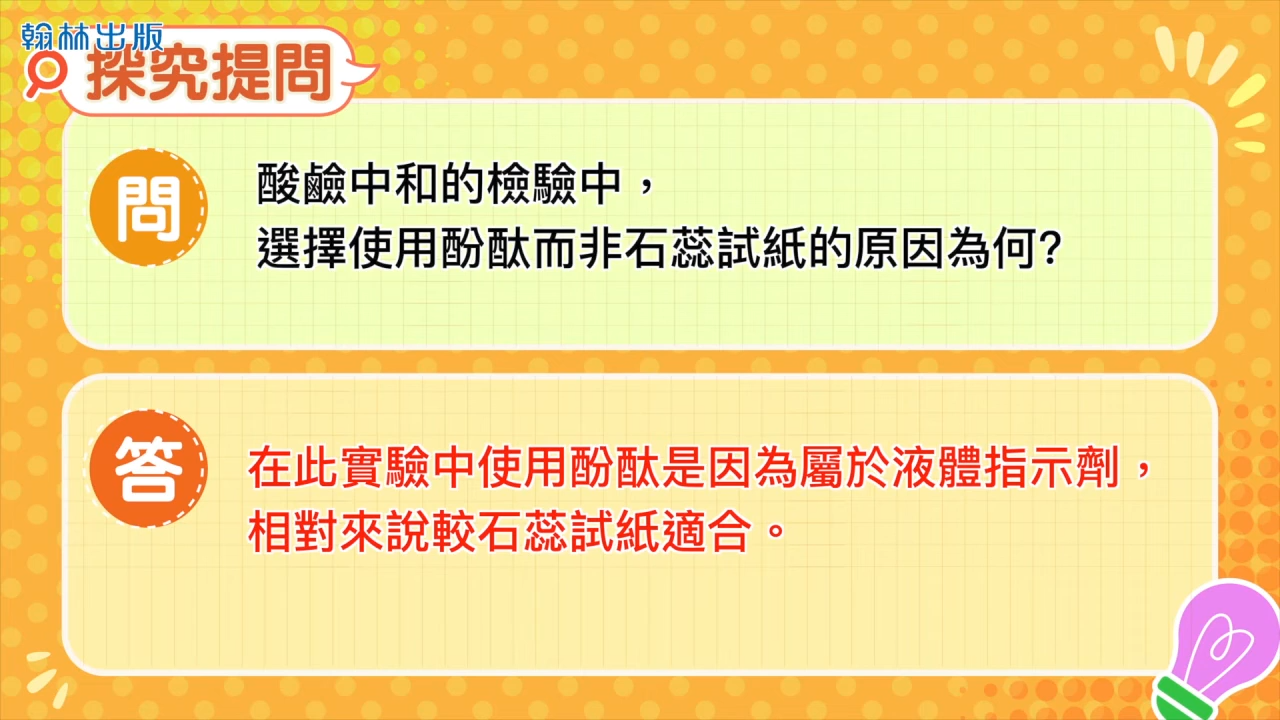 翰林出版
探究提問
問
酸鹼中和的檢驗中，
選擇使用酚酞而非石蕊試紙的原因為何?
答
在此實驗中使用酚酞是因為屬於液體指示劑，
相對來說較石蕊試紙適合。